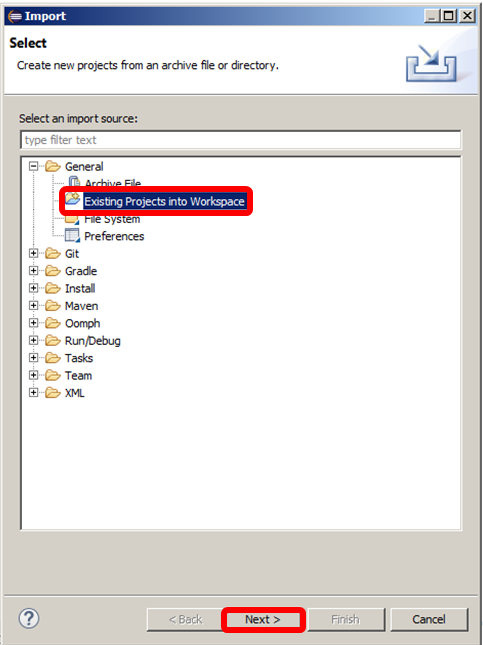 Import
Select
Create new projects from an archive file or directory.
Select an import source:
type filter text
General
Archive File
Existing Projects into Workspace
File System
Preferences
Git
Gradle
Install
Maven
Oomph
Run/Debug
Tasks
Team
XML
?
< Back
Next >
Finish
Cancel